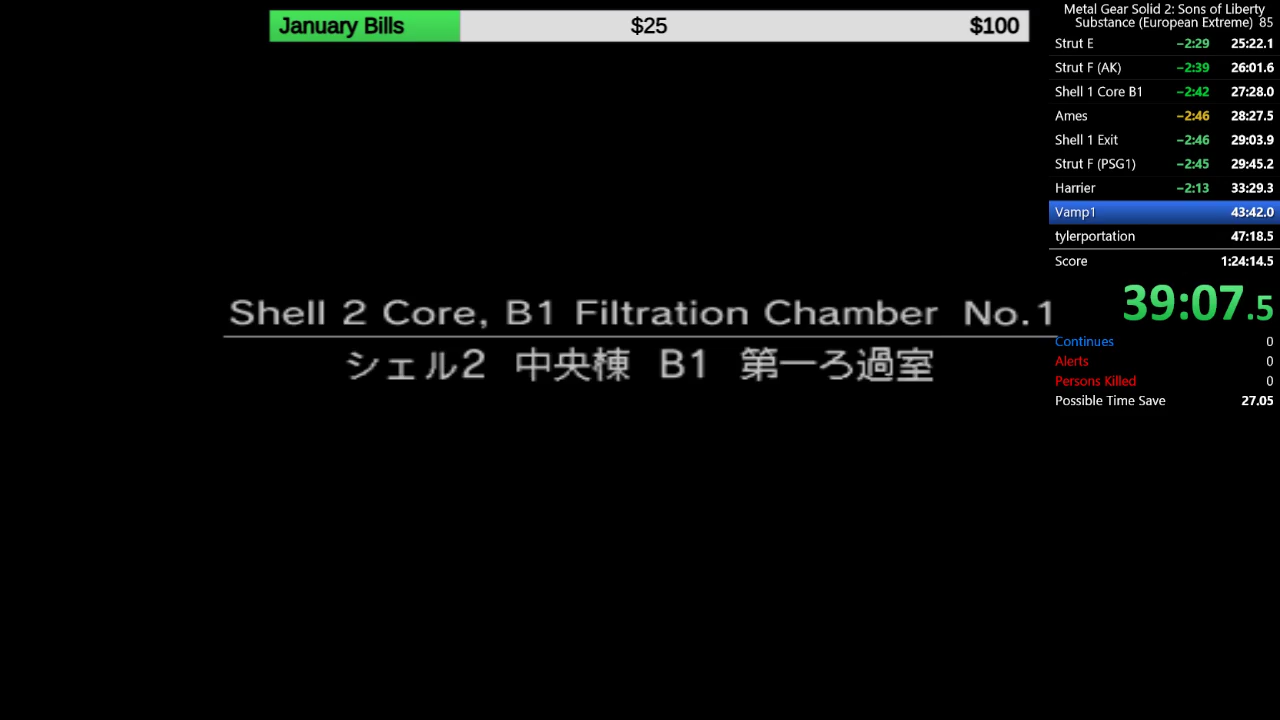 January Bills $25 $100
Metal Gear Solid 2: Sons of Liberty
Substance (European Extreme) 85
Strut E −2:29 25:22.1
Strut F (AK) −2:39 26:01.6
Shell 1 Core B1 −2:42 27:28.0
Ames −2:46 28:27.5
Shell 1 Exit −2:46 29:03.9
Strut F (PSG1) −2:45 29:45.2
Harrier −2:13 33:29.3
Vamp1 43:42.0
tylerportation 47:18.5
Score 1:24:14.5
39:07.5
Continues 0
Alerts 0
Persons Killed 0
Possible Time Save 27.05
Shell 2 Core, B1 Filtration Chamber No.1
シェル2 中央棟 B1 第一ろ過室